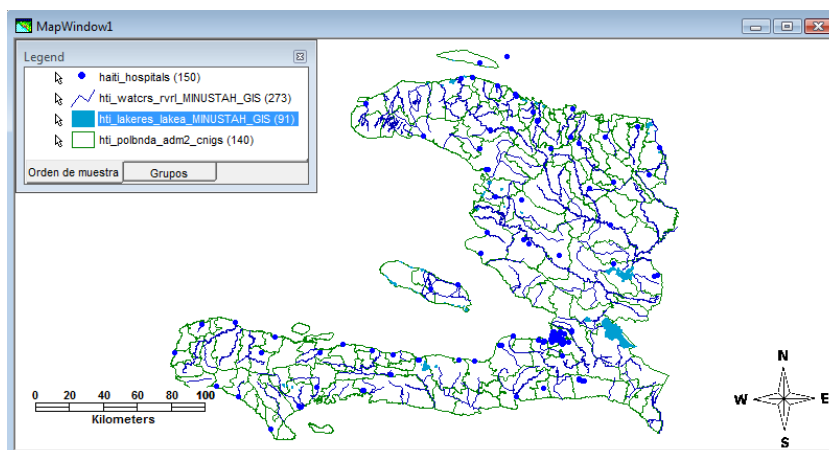 MapWindow1
Legend
haiti_hospitals (150)
hti_watcrs_rvrl_MINUSTAH_GIS (273)
hti_lakeres_lakea_MINUSTAH_GIS (91)
hti_polbnda_adm2_cnigs (140)
Orden de muestra
Grupos
0 20 40 60 80 100
Kilometers
N
W
E
S